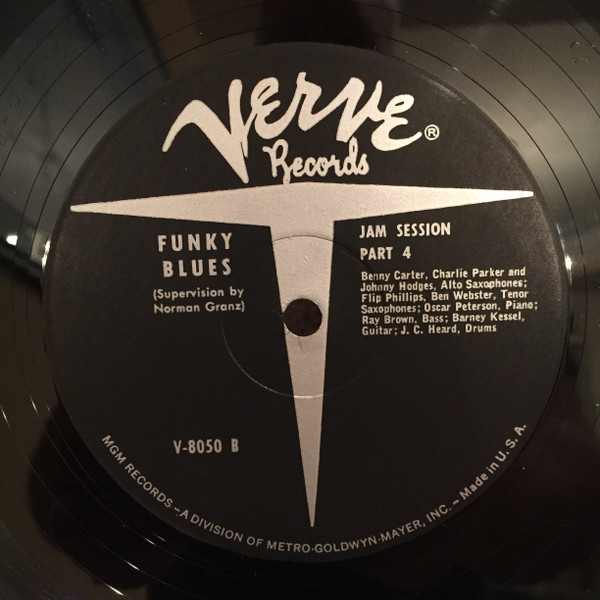 VERVE®
Records
FUNKY
BLUES
(Supervision by
Norman Granz)
JAM SESSION
PART 4
Benny Carter, Charlie Parker and
Johnny Hodges, Alto Saxophones;
Flip Phillips, Ben Webster, Tenor
Saxophones; Oscar Peterson, Piano;
Ray Brown, Bass; Barney Kessel,
Guitar; J. C. Heard, Drums
V-8050 B
MGM RECORDS—A DIVISION OF METRO-GOLDWYN-MAYER, INC.—Made in U. S. A.